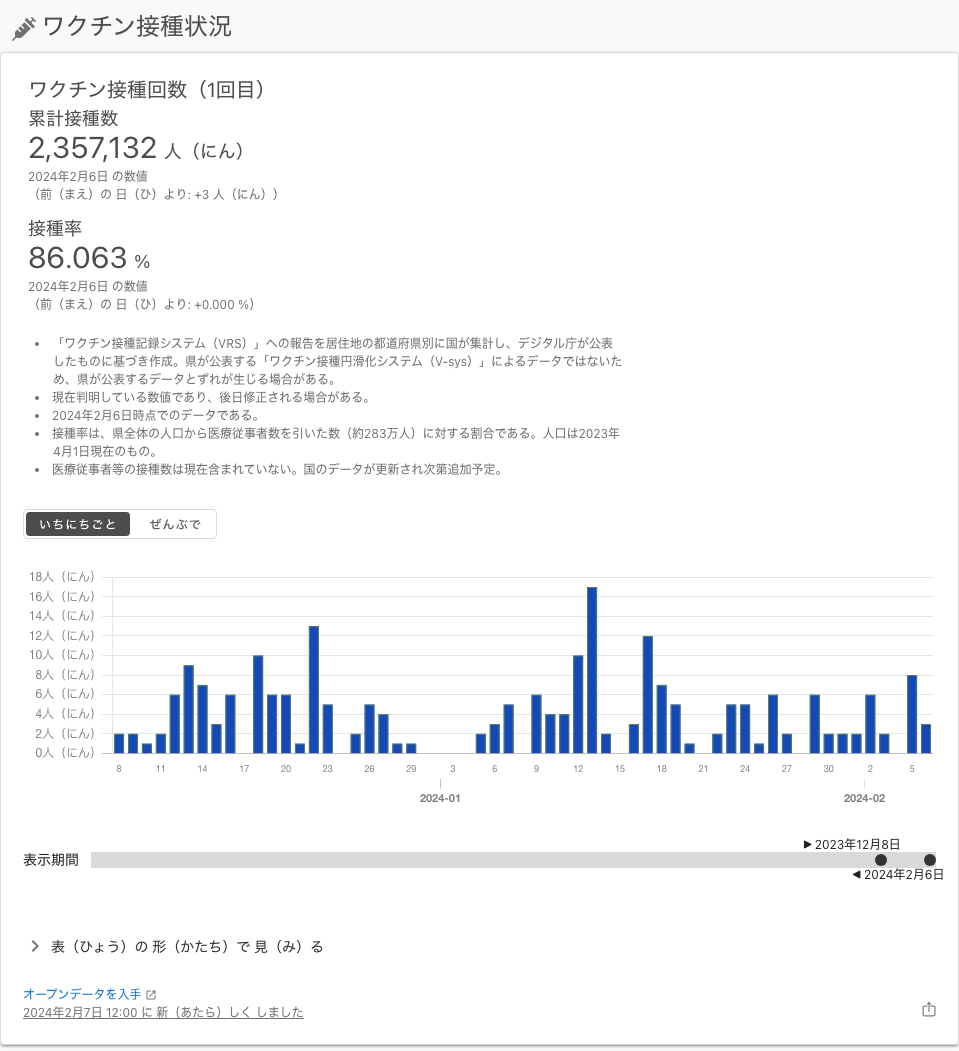 ワクチン接種状況
ワクチン接種回数（1回目）
累計接種数
2,357,132 人（にん）
2024年2月6日 の数値
（前（まえ）の 日（ひ）より: +3 人（にん））
接種率
86.063 %
2024年2月6日 の数値
（前（まえ）の 日（ひ）より: +0.000 %）
• 「ワクチン接種記録システム（VRS）」への報告を居住地の都道府県別に国が集計し、デジタル庁が公表
したものに基づき作成。県が公表する「ワクチン接種円滑化システム（V-sys）」によるデータではないた
め、県が公表するデータとずれが生じる場合がある。
• 現在判明している数値であり、後日修正される場合がある。
• 2024年2月6日時点でのデータである。
• 接種率は、県全体の人口から医療従事者数を引いた数（約283万人）に対する割合である。人口は2023年
4月1日現在のもの。
• 医療従事者等の接種数は現在含まれていない。国のデータが更新され次第追加予定。
いちにちごと ぜんぶで
18人（にん）
16人（にん）
14人（にん）
12人（にん）
10人（にん）
8人（にん）
6人（にん）
4人（にん）
2人（にん）
0人（にん）
8 11 14 17 20 23 26 29 3 6 9 12 15 18 21 24 27 30 2 5
2024-01 2024-02
▶ 2023年12月8日
表示期間
◀ 2024年2月6日
表（ひょう）の 形（かたち）で 見（み）る
オープンデータを入手
2024年2月7日 12:00 に 新（あたら）しく しました